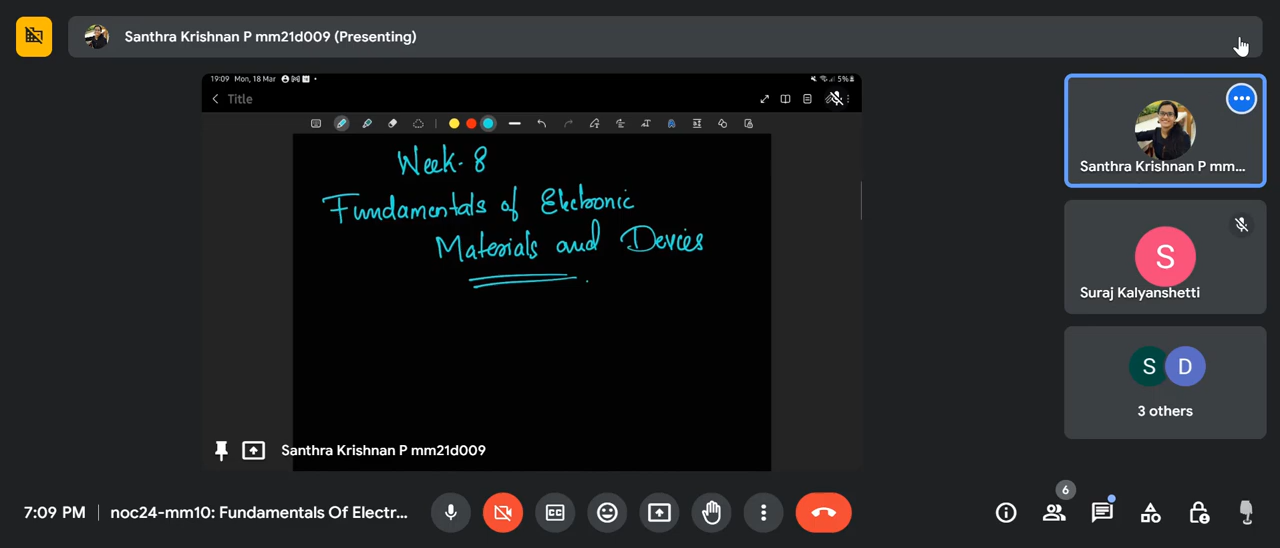 Santhra Krishnan P mm21d009 (Presenting)
19:09 Mon, 18 Mar
5%
Title
Week-8
Fundamentals of Electronic
Materials and Devices
Santhra Krishnan P mm21d009
Santhra Krishnan P mm...
S
Suraj Kalyanshetti
S D
3 others
7:09 PM | noc24-mm10: Fundamentals Of Electr...
CC
6